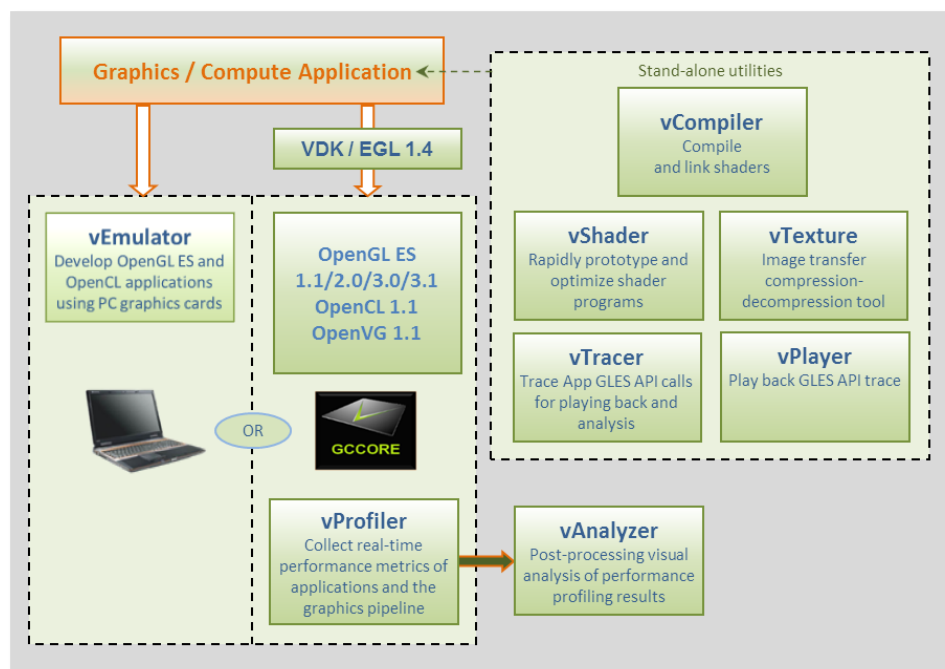 Graphics / Compute Application
Stand-alone utilities
vCompiler
Compile
and link shaders
VDK / EGL 1.4
vEmulator
Develop OpenGL ES and
OpenCL applications
using PC graphics cards
OpenGL ES
1.1/2.0/3.0/3.1
OpenCL 1.1
OpenVG 1.1
vShader
Rapidly prototype and
optimize shader
programs
vTexture
Image transfer
compression-
decompression tool
vTracer
Trace App GLES API calls
for playing back and
analysis
vPlayer
Play back GLES API trace
OR
GCCORE
vProfiler
Collect real-time
performance metrics of
applications and the
graphics pipeline
vAnalyzer
Post-processing visual
analysis of performance
profiling results